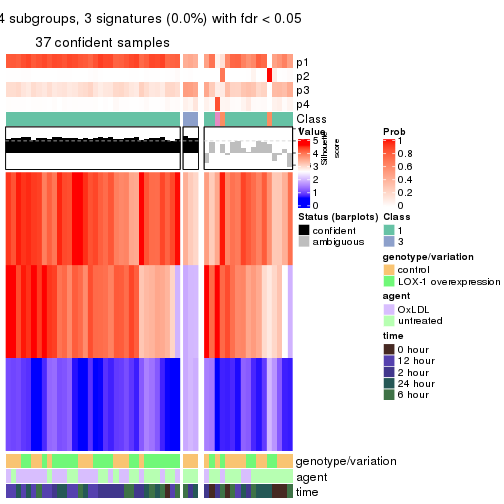 4 subgroups, 3 signatures (0.0%) with fdr < 0.05
37 confident samples
p1
p2
p3
p4
Class
Silhouette
score
Value
5
4
3
2
1
0
Prob
1
0.8
0.6
0.4
0.2
0
Status (barplots)
confident
ambiguous
Class
1
3
genotype/variation
control
LOX-1 overexpression
agent
OxLDL
untreated
time
0 hour
12 hour
2 hour
24 hour
6 hour
genotype/variation
agent
time